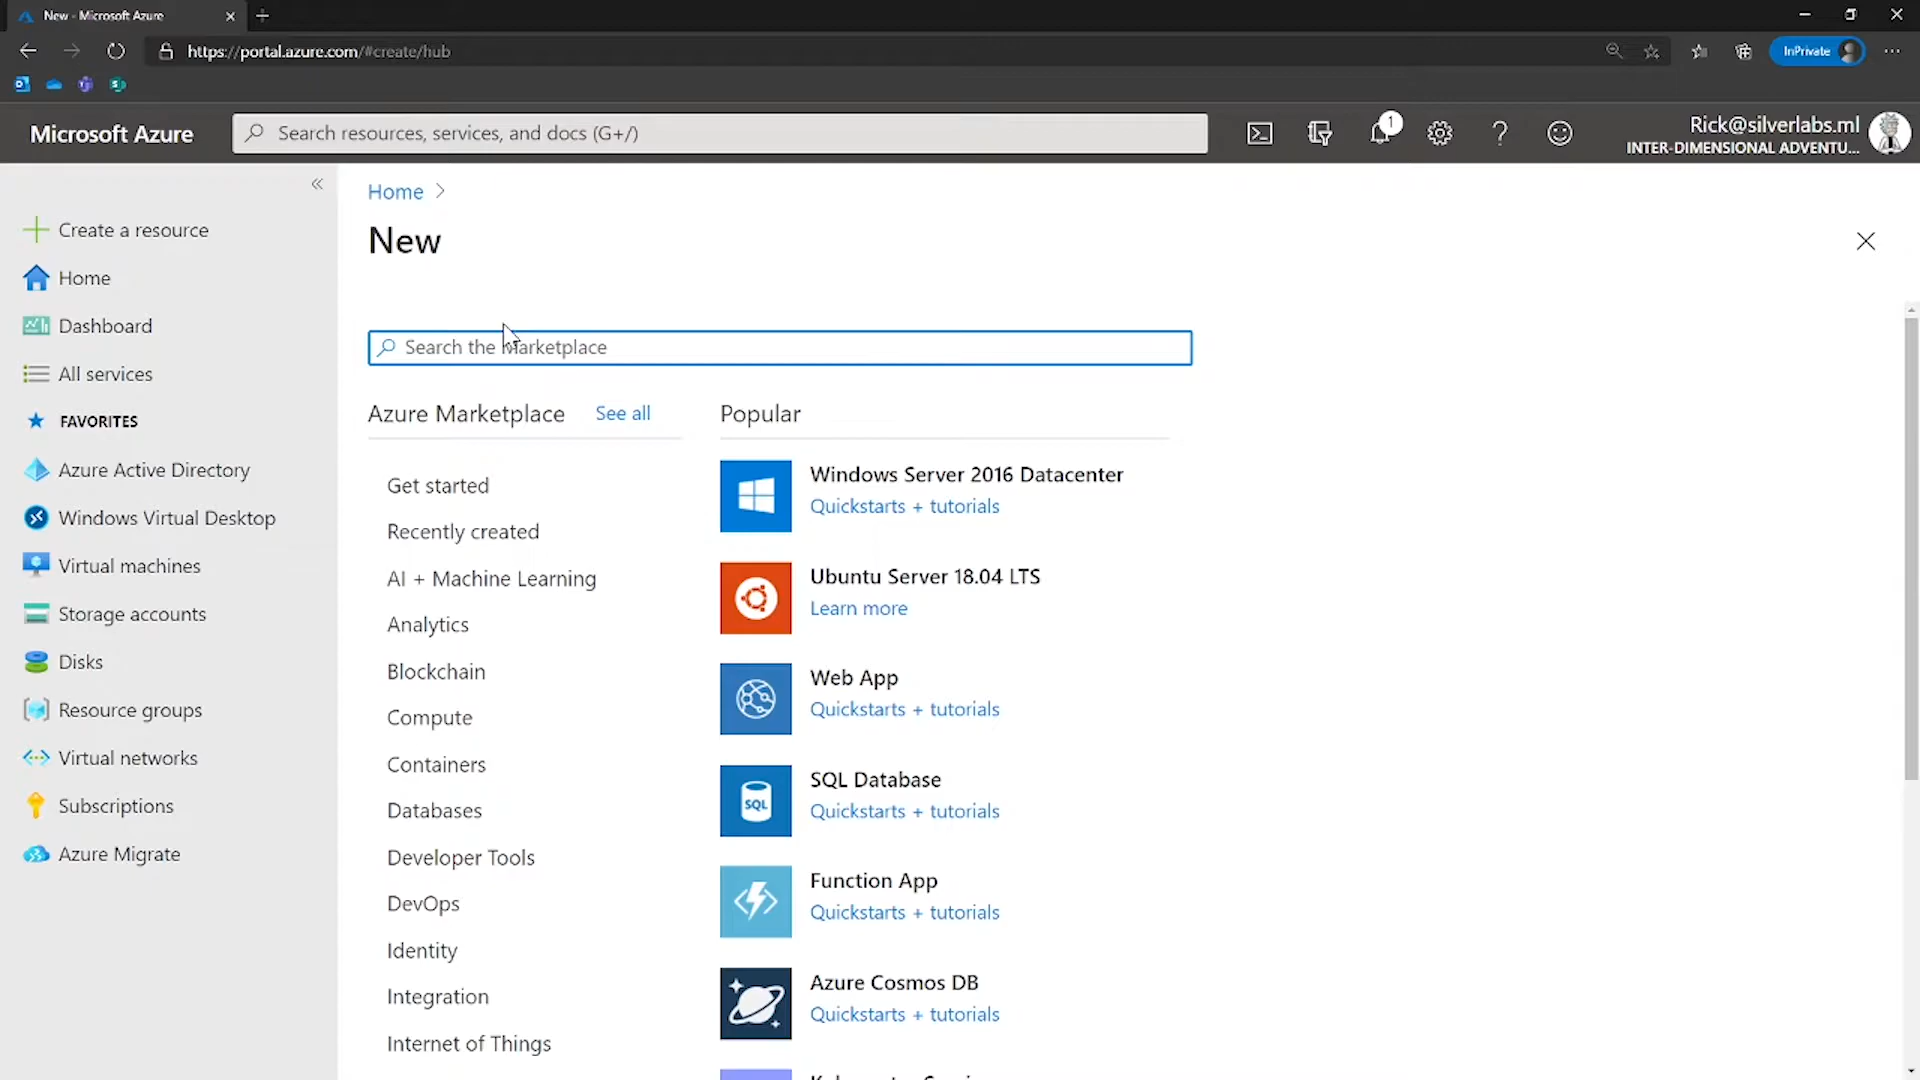 New - Microsoft Azure
https://portal.azure.com/#create/hub
InPrivate
Microsoft Azure
Search resources, services, and docs (G+/)
1
Rick@silverlabs.ml
INTER-DIMENSIONAL ADVENTU...
Create a resource
Home
Dashboard
All services
FAVORITES
Azure Active Directory
Windows Virtual Desktop
Virtual machines
Storage accounts
Disks
Resource groups
Virtual networks
Subscriptions
Azure Migrate
Home
New
Search the Marketplace
Azure Marketplace
See all
Get started
Recently created
AI + Machine Learning
Analytics
Blockchain
Compute
Containers
Databases
Developer Tools
DevOps
Identity
Integration
Internet of Things
Popular
Windows Server 2016 Datacenter
Quickstarts + tutorials
Ubuntu Server 18.04 LTS
Learn more
Web App
Quickstarts + tutorials
SQL
SQL Database
Quickstarts + tutorials
Function App
Quickstarts + tutorials
Azure Cosmos DB
Quickstarts + tutorials